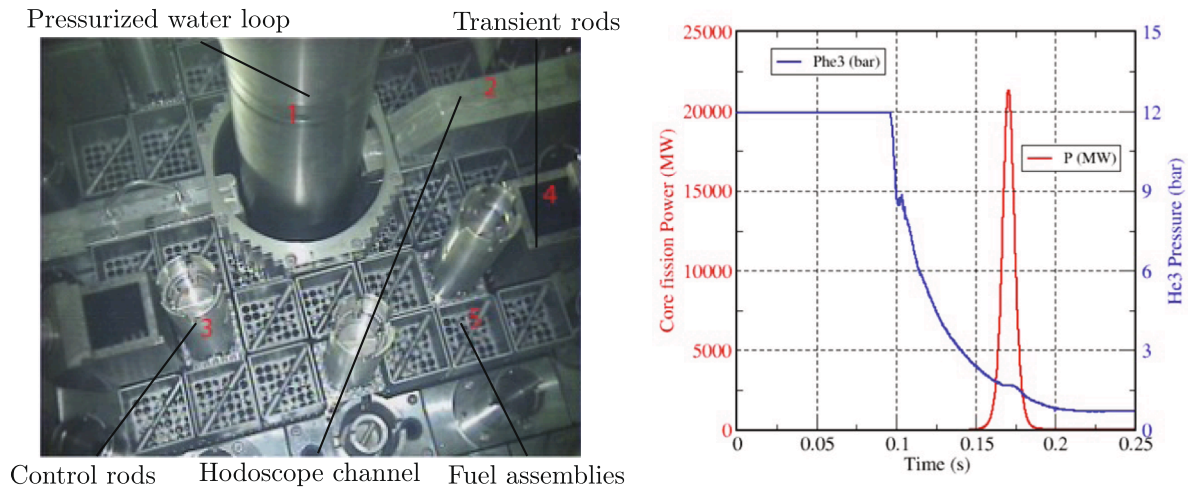 Pressurized water loop
Transient rods
1
2
3
4
5
Control rods
Hodoscope channel
Fuel assemblies
25000
20000
15000
10000
5000
0
Core fission Power (MW)
Phe3 (bar)
P (MW)
15
12
9
6
3
0
He3 Pressure (bar)
0
0.05
0.1
0.15
0.2
0.25
Time (s)